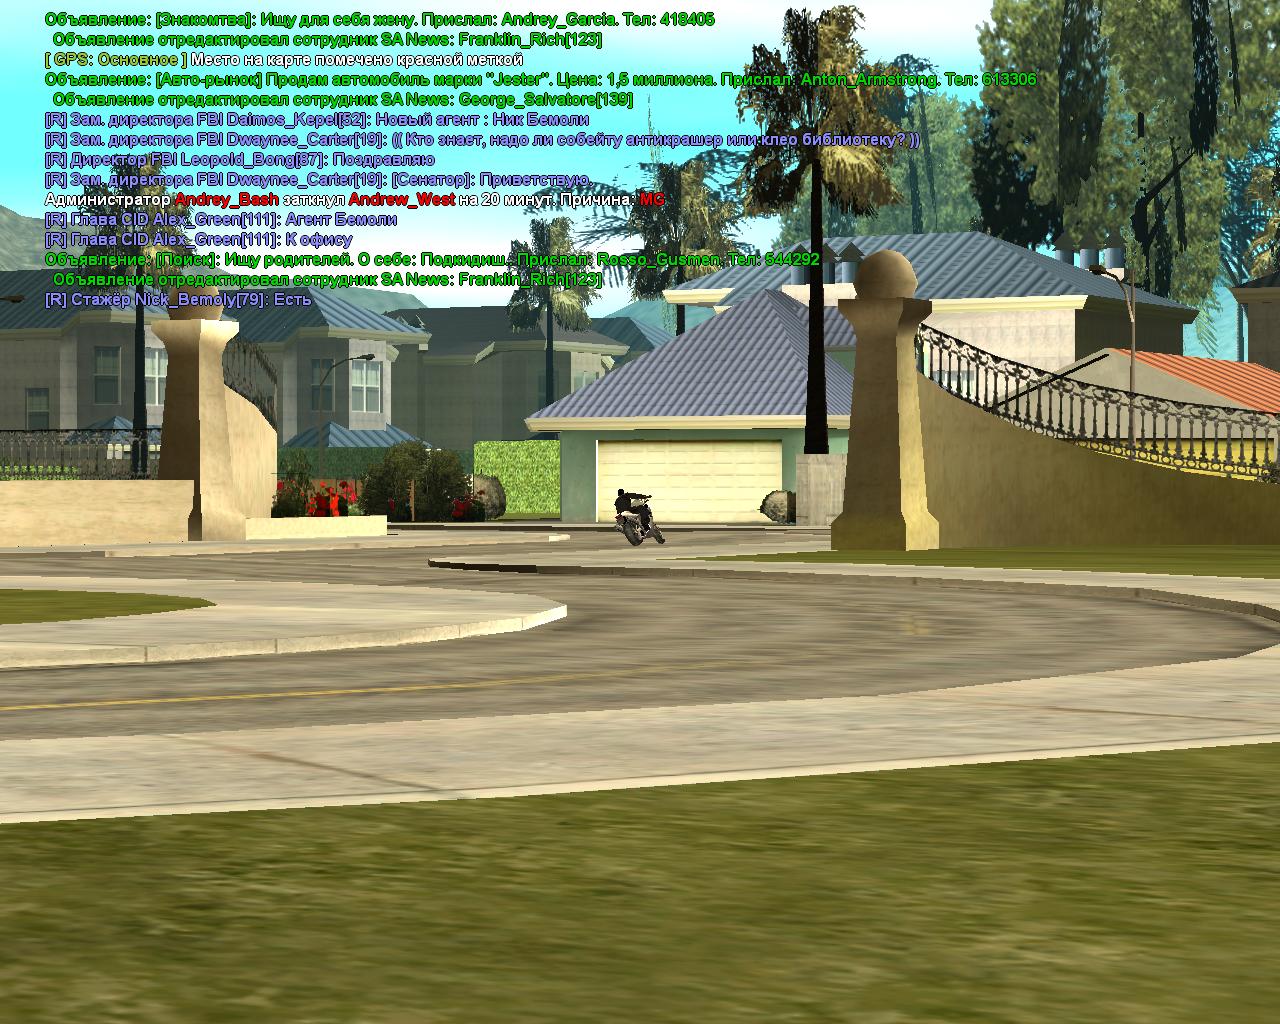 Объявление: [Знакомтва]: Ищу для себя жену. Прислал: Andrey_Garcia. Тел: 418405
Объявление отредактировал сотрудник SA News: Franklin_Rich[123]
[ GPS: Основное ] Место на карте помечено красной меткой
Объявление: [Авто-рынок] Продам автомобиль марки "Jester". Цена: 1,5 миллиона. Прислал: Anton_Armstrong. Тел: 613306
Объявление отредактировал сотрудник SA News: George_Salvatore[139]
[R] Зам. директора FBI Daimos_Kepel[52]: Новый агент : Ник Бемоли
[R] Зам. директора FBI Dwaynee_Carter[19]: (( Кто знает, надо ли собейту антикрашер или клео библиотеку? ))
[R] Директор FBI Leopold_Bong[87]: Поздравляю
[R] Зам. директора FBI Dwaynee_Carter[19]: [Сенатор]: Приветствую.
Администратор Andrey_Bash заткнул Andrew_West на 20 минут. Причина: MG
[R] Глава CID Alex_Green[111]: Агент Бемоли
[R] Глава CID Alex_Green[111]: К офису
Объявление: [Поиск]: Ищу родителей. О себе: Подкидиш.. Прислал: Rosso_Gusmen. Тел: 544292
Объявление отредактировал сотрудник SA News: Franklin_Rich[123]
[R] Стажёр Nick_Bemoly[79]: Есть